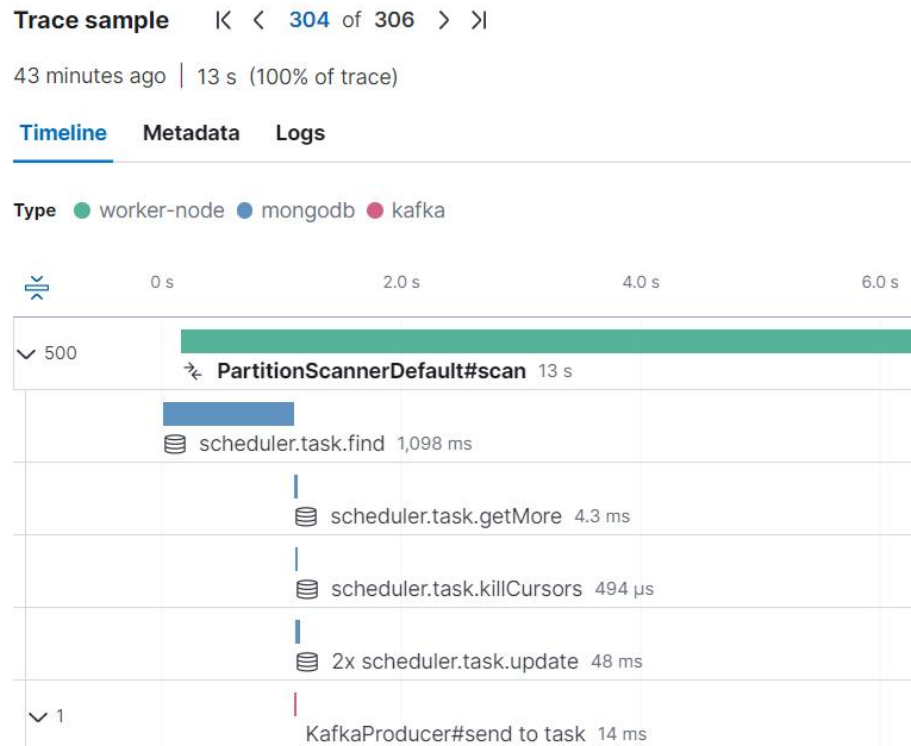 Trace sample 304 of 306
43 minutes ago | 13 s (100% of trace)
Timeline Metadata Logs
Type worker-node mongodb kafka
0 s 2.0 s 4.0 s 6.0 s
500
PartitionScannerDefault#scan 13 s
scheduler.task.find 1,098 ms
scheduler.task.getMore 4.3 ms
scheduler.task.killCursors 494 μs
2x scheduler.task.update 48 ms
1
KafkaProducer#send to task 14 ms